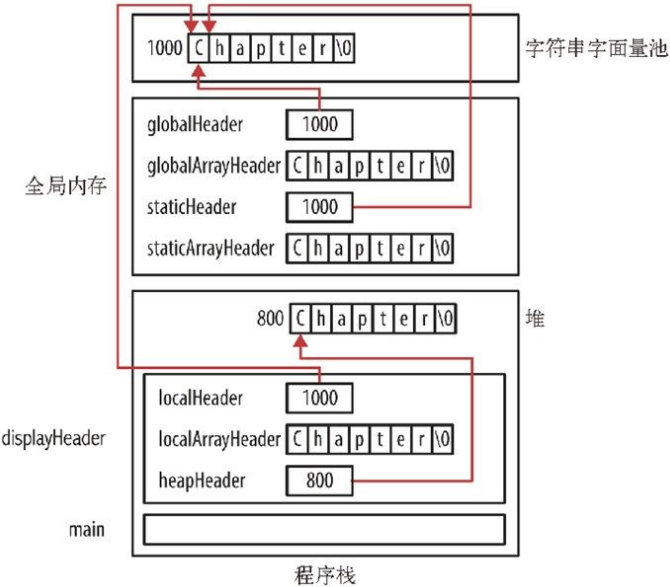 1000 C h a p t e r \0 字符串字面量池
globalHeader 1000
globalArrayHeader C h a p t e r \0
全局内存
staticHeader 1000
staticArrayHeader C h a p t e r \0
800 C h a p t e r \0 堆
localHeader 1000
displayHeader
localArrayHeader C h a p t e r \0
heapHeader 800
main
程序栈